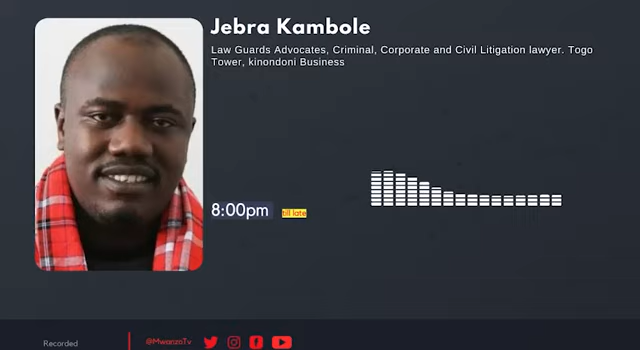 Jebra Kambole
Law Guards Advocates, Criminal, Corporate and Civil Litigation lawyer. Togo
Tower, kinondoni Business
8:00pm till late
Recorded @MwanzoTv